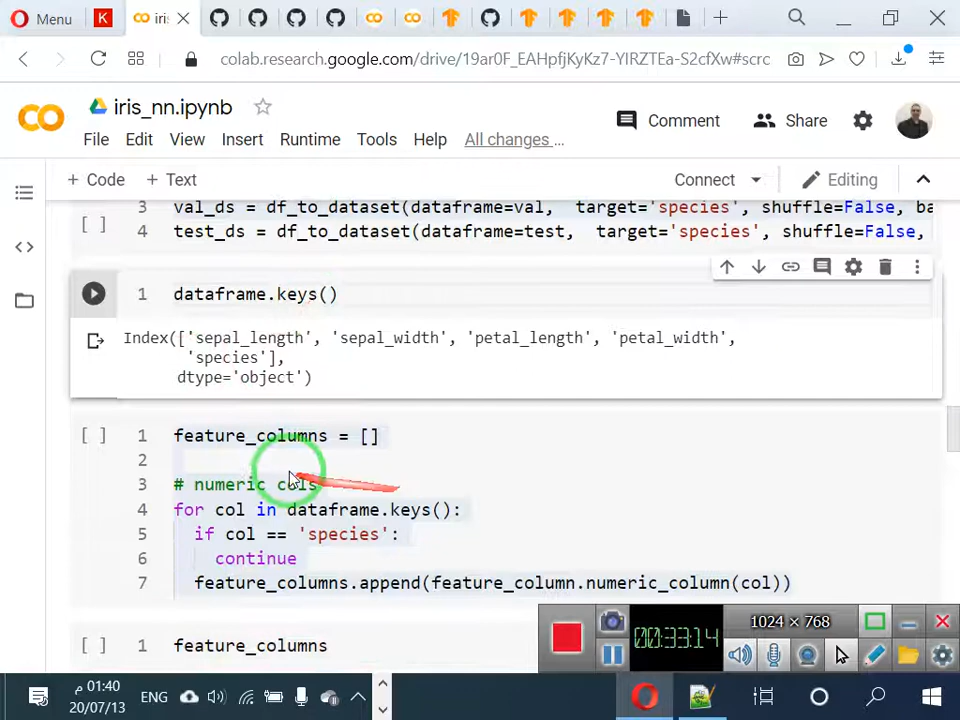 Menu
K
iri
colab.research.google.com/drive/19ar0F_EAHpfjKyKz7-YIRZTEa-S2cfXw#scrc
iris_nn.ipynb
Comment
Share
File Edit View Insert Runtime Tools Help All changes …
+ Code + Text
Connect
Editing
3 val_ds = df_to_dataset(dataframe=val, target='species', shuffle=False, ba
[ ] 4 test_ds = df_to_dataset(dataframe=test, target='species', shuffle=False,
1 dataframe.keys()
Index(['sepal_length', 'sepal_width', 'petal_length', 'petal_width',
'species'],
dtype='object')
[ ] 1 feature_columns = []
2
3 # numeric cols
4 for col in dataframe.keys():
5 if col == 'species':
6 continue
7 feature_columns.append(feature_column.numeric_column(col))
[ ] 1 feature_columns
1024 × 768
00:33:14
01:40 م
20/07/13
ENG